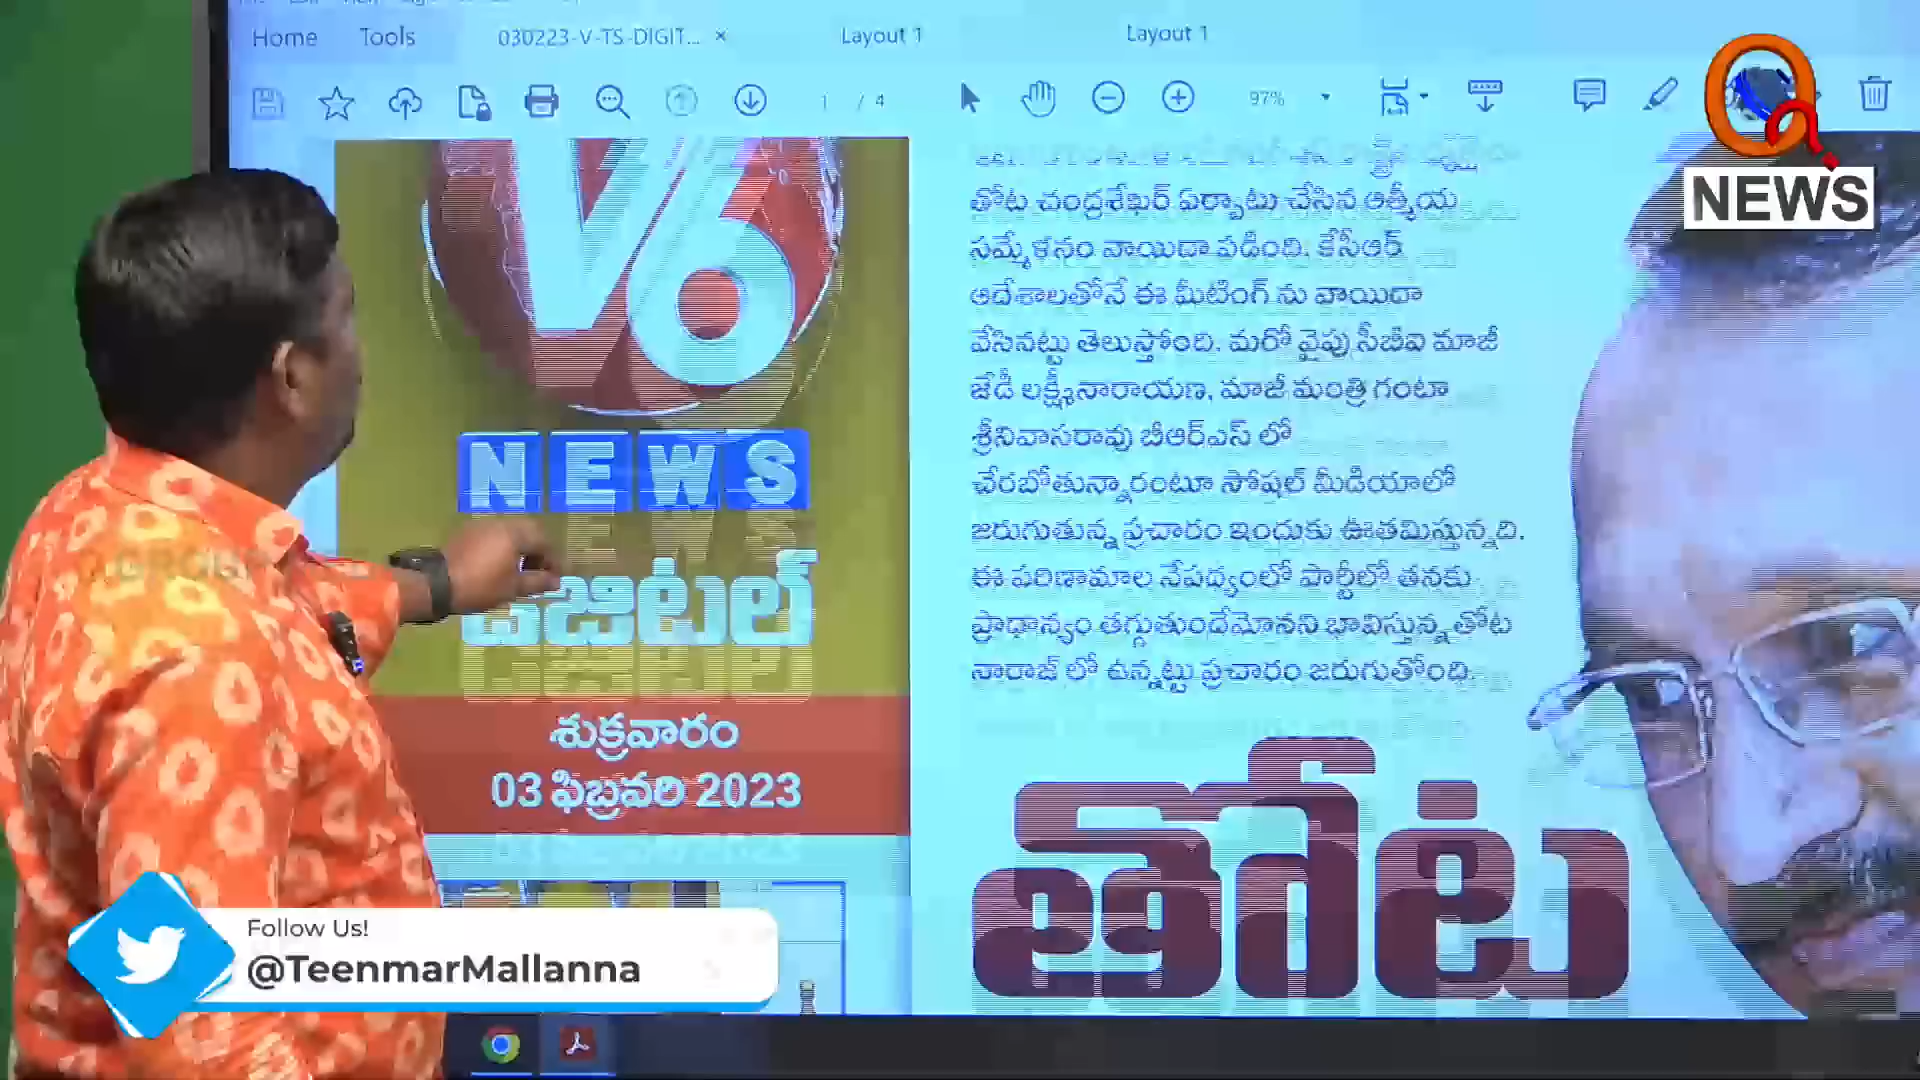 Home Tools 030223-V-TS-DIGIT... × Layout 1 Layout 1
1 / 4 97%
Q
NEWS
V6
NEWS
డిజిటల్
శుక్రవారం
03 ఫిబ్రవరి 2023
తోట చంద్రశేఖర్ ఏర్పాటు చేసిన ఆత్మీయ
సమ్మేళనం వాయిదా పడింది. కేసీఆర్
ఆదేశాలతోనే ఈ మీటింగ్ ను వాయిదా
వేసినట్టు తెలుస్తోంది. మరో వైపు సీబీఐ మాజీ
జేడీ లక్ష్మీనారాయణ, మాజీ మంత్రి గంటా
శ్రీనివాసరావు బీఆర్ఎస్ లో
చేరబోతున్నారంటూ సోషల్ మీడియాలో
జరుగుతున్న ప్రచారం ఇందుకు ఊతమిస్తున్నది.
ఈ పరిణామాల నేపథ్యంలో పార్టీలో తనకు
ప్రాధాన్యం తగ్గుతుందేమోనని భావిస్తున్న తోట
నారాజ్ లో ఉన్నట్టు ప్రచారం జరుగుతోంది.
తోట
Follow Us!
@TeenmarMallanna